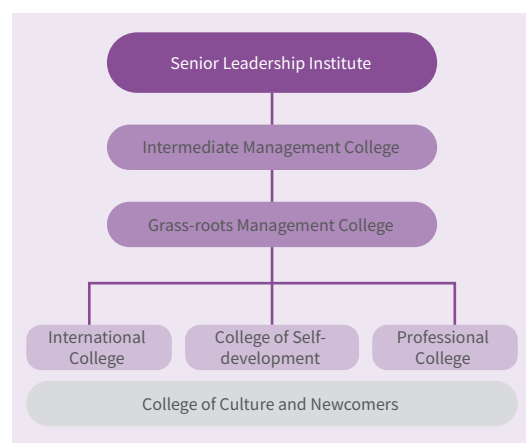 Senior Leadership Institute
Intermediate Management College
Grass-roots Management College
International
College
College of Self-
development
Professional
College
College of Culture and Newcomers